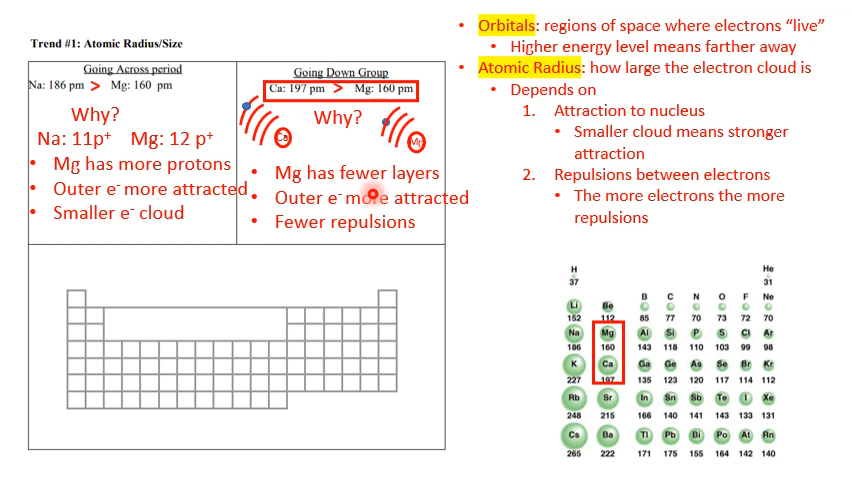 Trend #1: Atomic Radius/Size
Going Across period
Na: 186 pm > Mg: 160 pm
Why?
Na: 11p⁺ Mg: 12 p⁺
• Mg has more protons
• Outer e⁻ more attracted
• Smaller e⁻ cloud
Going Down Group
Ca: 197 pm > Mg: 160 pm
Why?
Ca
Mg
• Mg has fewer layers
• Outer e⁻ more attracted
• Fewer repulsions
• Orbitals: regions of space where electrons “live”
• Higher energy level means farther away
• Atomic Radius: how large the electron cloud is
• Depends on
1. Attraction to nucleus
• Smaller cloud means stronger
attraction
2. Repulsions between electrons
• The more electrons the more
repulsions
H He
37 31
Li Be B C N O F Ne
152 112 85 77 70 73 72 70
Na Mg Al Si P S Cl Ar
186 160 143 118 110 103 99 98
K Ca Ga Ge As Se Br Kr
227 197 135 123 120 117 114 112
Rb Sr In Sn Sb Te I Xe
248 215 166 140 141 143 133 131
Cs Ba Tl Pb Bi Po At Rn
265 222 171 175 155 164 142 140